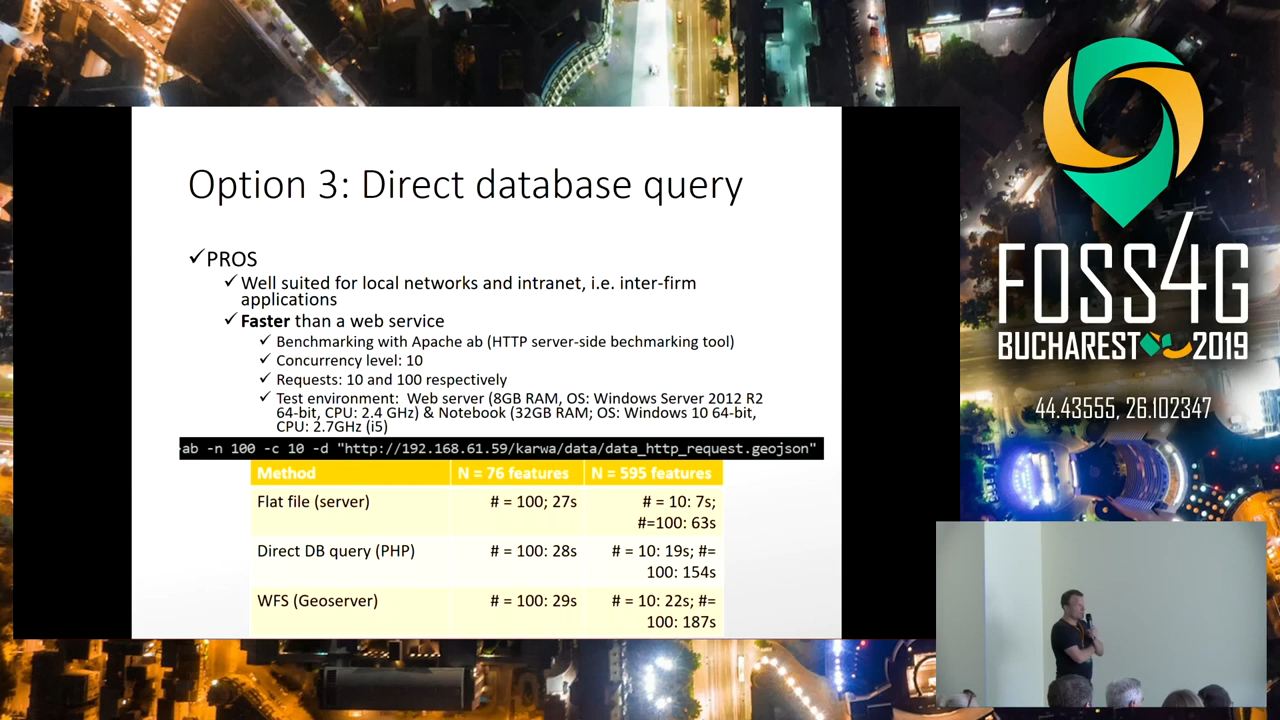 Option 3: Direct database query
✓PROS
✓Well suited for local networks and intranet, i.e. inter-firm
applications
✓Faster than a web service
✓ Benchmarking with Apache ab (HTTP server-side bechmarking tool)
✓ Concurrency level: 10
✓ Requests: 10 and 100 respectively
✓ Test environment: Web server (8GB RAM, OS: Windows Server 2012 R2
64-bit, CPU: 2.4 GHz) & Notebook (32GB RAM; OS: Windows 10 64-bit,
CPU: 2.7GHz (i5)
ab -n 100 -c 10 -d "http://192.168.61.59/karwa/data/data_http_request.geojson"
Method N = 76 features N = 595 features
Flat file (server) # = 100; 27s # = 10: 7s;
#=100: 63s
Direct DB query (PHP) # = 100: 28s # = 10: 19s; #=
100: 154s
WFS (Geoserver) # = 100: 29s # = 10: 22s; #=
100: 187s
FOSS4G
BUCHAREST 2019
44.43555, 26.102347